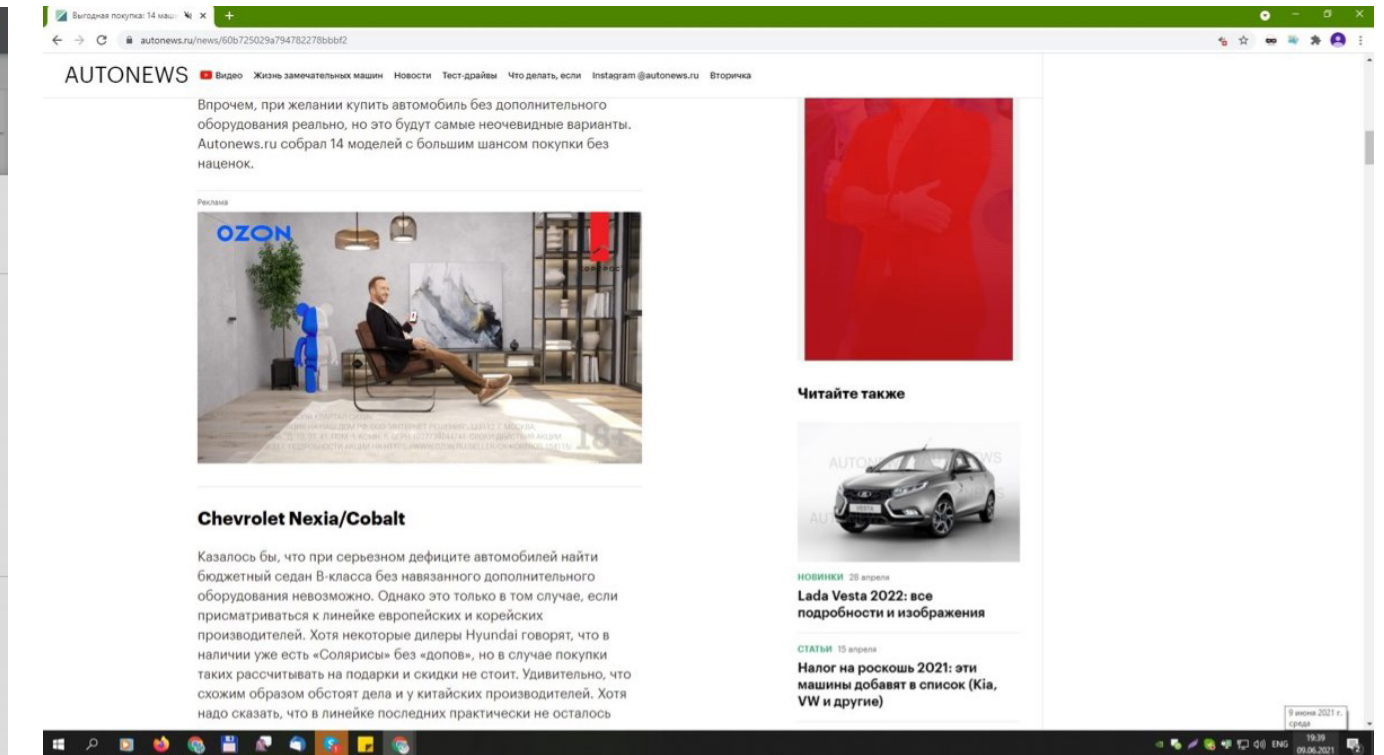 Выгодная покупка: 14 маш
autonews.ru/news/60b725029a794782278bbbf2
AUTONEWS Видео Жизнь замечательных машин Новости Тест-драйвы Что делать, если Instagram @autonews.ru Вторичка
Впрочем, при желании купить автомобиль без дополнительного
оборудования реально, но это будут самые неочевидные варианты.
Autonews.ru собрал 14 моделей с большим шансом покупки без
наценок.
Реклама
OZON
18+
Chevrolet Nexia/Cobalt
Казалось бы, что при серьезном дефиците автомобилей найти
бюджетный седан В-класса без навязанного дополнительного
оборудования невозможно. Однако это только в том случае, если
присматриваться к линейке европейских и корейских
производителей. Хотя некоторые дилеры Hyundai говорят, что в
наличии уже есть «Солярисы» без «допов», но в случае покупки
таких рассчитывать на подарки и скидки не стоит. Удивительно, что
схожим образом обстоят дела и у китайских производителей. Хотя
надо сказать, что в линейке последних практически не осталось
Читайте также
AUTONEWS
VESTA
НОВИНКИ 28 апреля
Lada Vesta 2022: все
подробности и изображения
СТАТЬИ 15 апреля
Налог на роскошь 2021: эти
машины добавят в список (Kia,
VW и другие)
9 июня 2021 г.
среда
ENG
19:39
09.06.2021